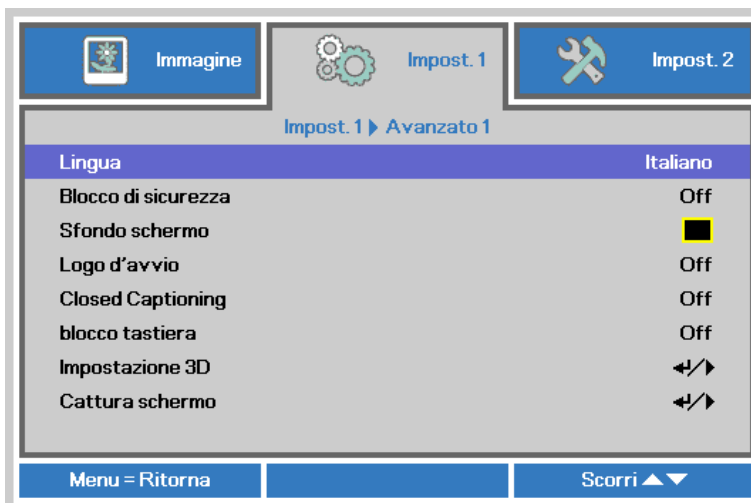 Immagine
Impost. 1
Impost. 2
Impost. 1 Avanzato 1
Lingua Italiano
Blocco di sicurezza Off
Sfondo schermo
Logo d'avvio Off
Closed Captioning Off
blocco tastiera Off
Impostazione 3D /
Cattura schermo /
Menu = Ritorna
Scorri